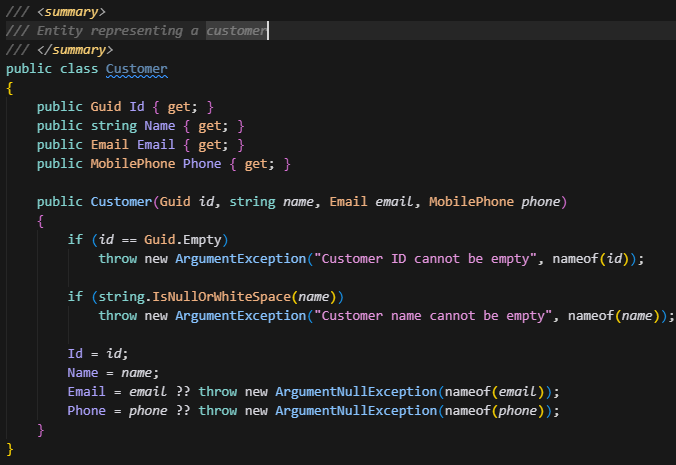 /// <summary>
/// Entity representing a customer
/// </summary>
public class Customer
{
    public Guid Id { get; }
    public string Name { get; }
    public Email Email { get; }
    public MobilePhone Phone { get; }

    public Customer(Guid id, string name, Email email, MobilePhone phone)
    {
        if (id == Guid.Empty)
            throw new ArgumentException("Customer ID cannot be empty", nameof(id));

        if (string.IsNullOrWhiteSpace(name))
            throw new ArgumentException("Customer name cannot be empty", nameof(name));

        Id = id;
        Name = name;
        Email = email ?? throw new ArgumentNullException(nameof(email));
        Phone = phone ?? throw new ArgumentNullException(nameof(phone));
    }
}